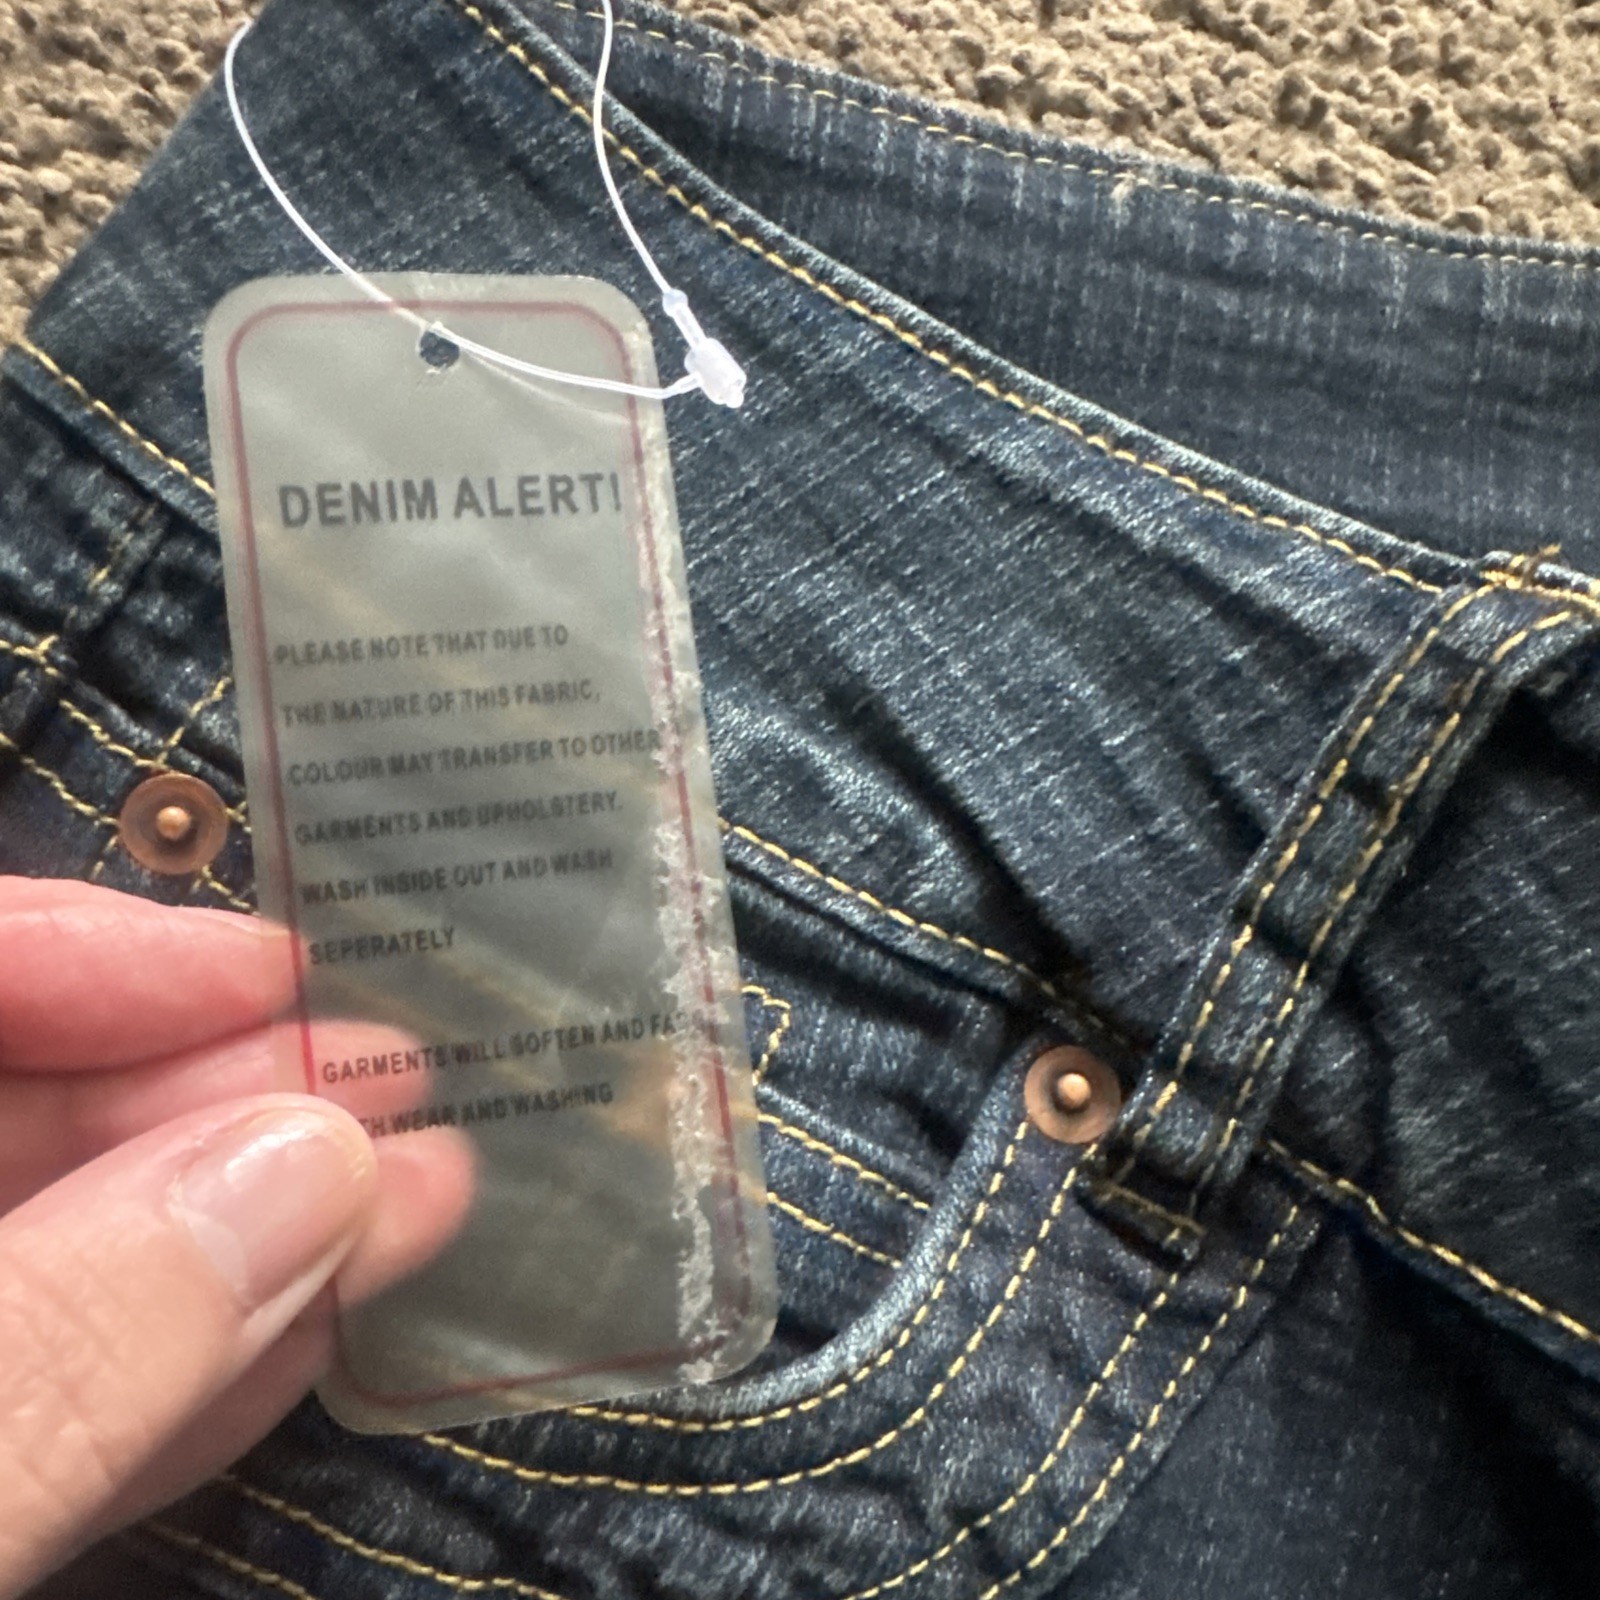 DENIM ALERT!
PLEASE NOTE THAT DUE TO
THE NATURE OF THIS FABRIC,
COLOUR MAY TRANSFER TO OTHER
GARMENTS AND UPHOLSTERY.
WASH INSIDE OUT AND WASH
SEPERATELY
GARMENTS WILL SOFTEN AND
WEAR AND WASHING